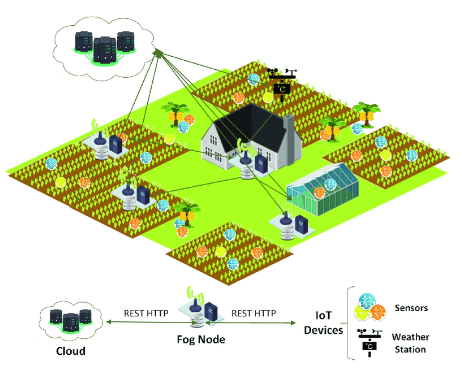 °C
REST HTTP
REST HTTP
Cloud
Fog Node
IoT
Devices
Sensors
Weather
Station
°C